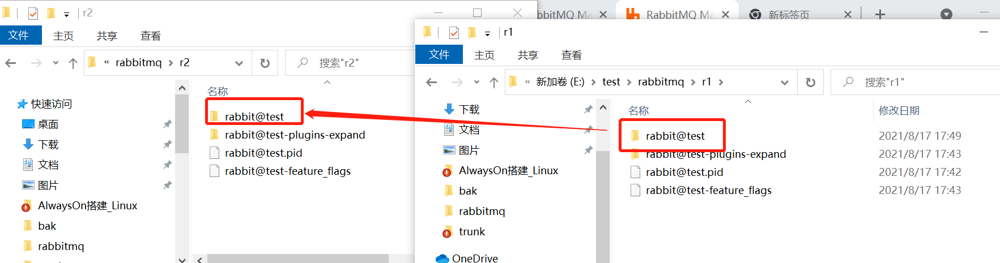 r2
文件 主页 共享 查看
« rabbitmq › r2
搜索"r2"
名称
快速访问
桌面
下载
文档
图片
AlwaysOn搭建_Linux
bak
rabbitmq
rabbit@test
rabbit@test-plugins-expand
rabbit@test.pid
rabbit@test-feature_flags
bbitMQ Ma
RabbitMQ Ma
新标签页
r1
文件 主页 共享 查看
« 新加卷 (E:) › test › rabbitmq › r1 ›
搜索"r1"
名称 修改日期
下载
文档
图片
AlwaysOn搭建_Linux
bak
rabbitmq
trunk
OneDrive
rabbit@test 2021/8/17 17:49
rabbit@test-plugins-expand 2021/8/17 17:43
rabbit@test.pid 2021/8/17 17:42
rabbit@test-feature_flags 2021/8/17 17:43